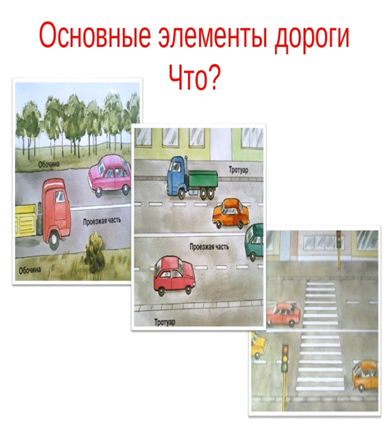 Основные элементы дороги
Что?
Обочина
Проезжая часть
Обочина
Тротуар
Проезжая часть
Тротуар